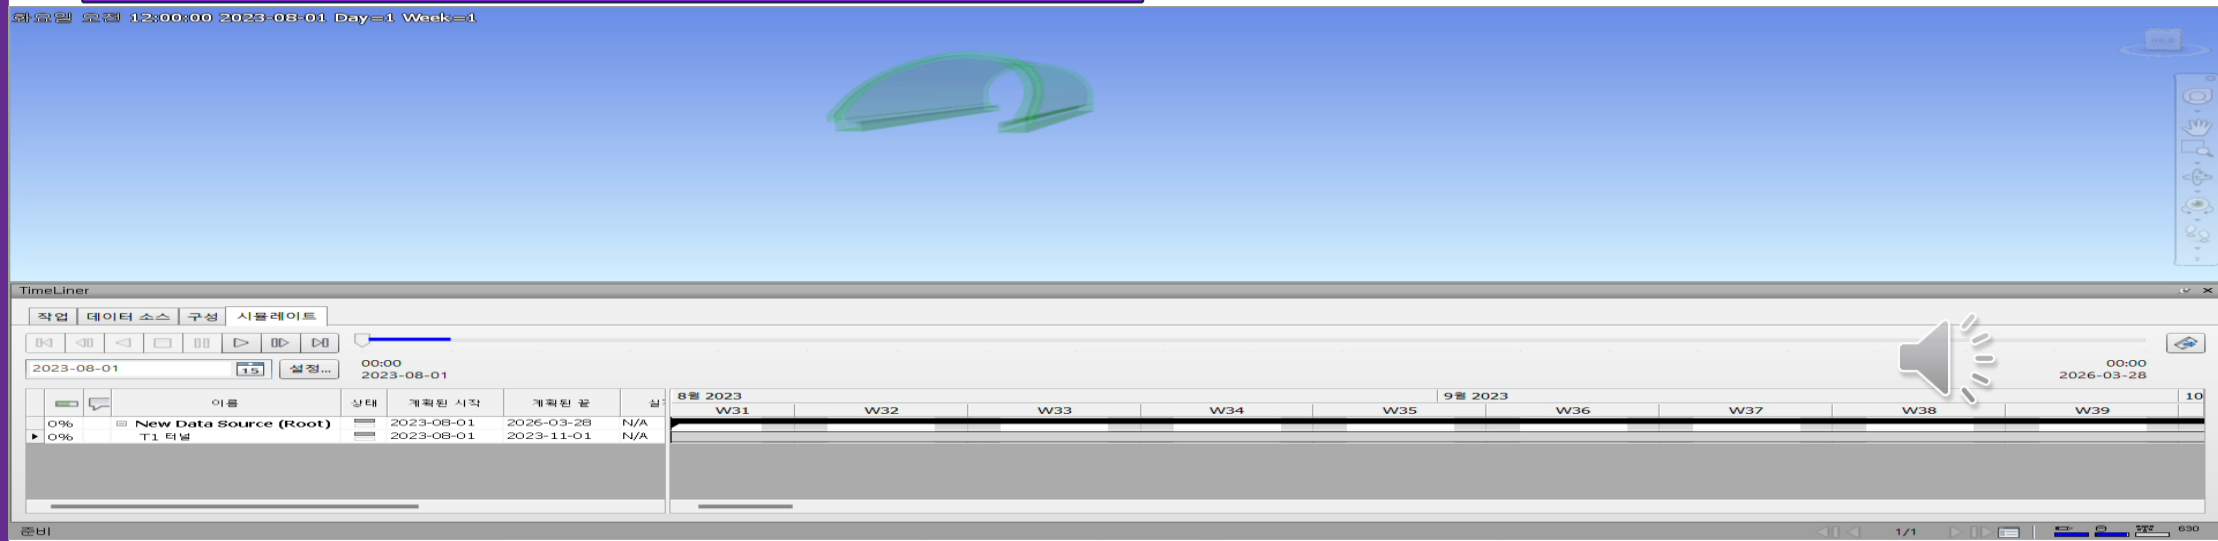 화요일 오전 12:00:00 2023-08-01 Day=1 Week=1
TimeLiner
작업 데이터 소스 구성 시뮬레이트
2023-08-01 15 설정...
00:00
2023-08-01
00:00
2026-03-28
이름 상태 계획된 시작 계획된 끝
8월 2023 9월 2023 10
W31 W32 W33 W34 W35 W36 W37 W38 W39
0% New Data Source (Root) 2023-08-01 2026-03-28 N/A
0% T1 터널 2023-08-01 2023-11-01 N/A
준비 1/1 630